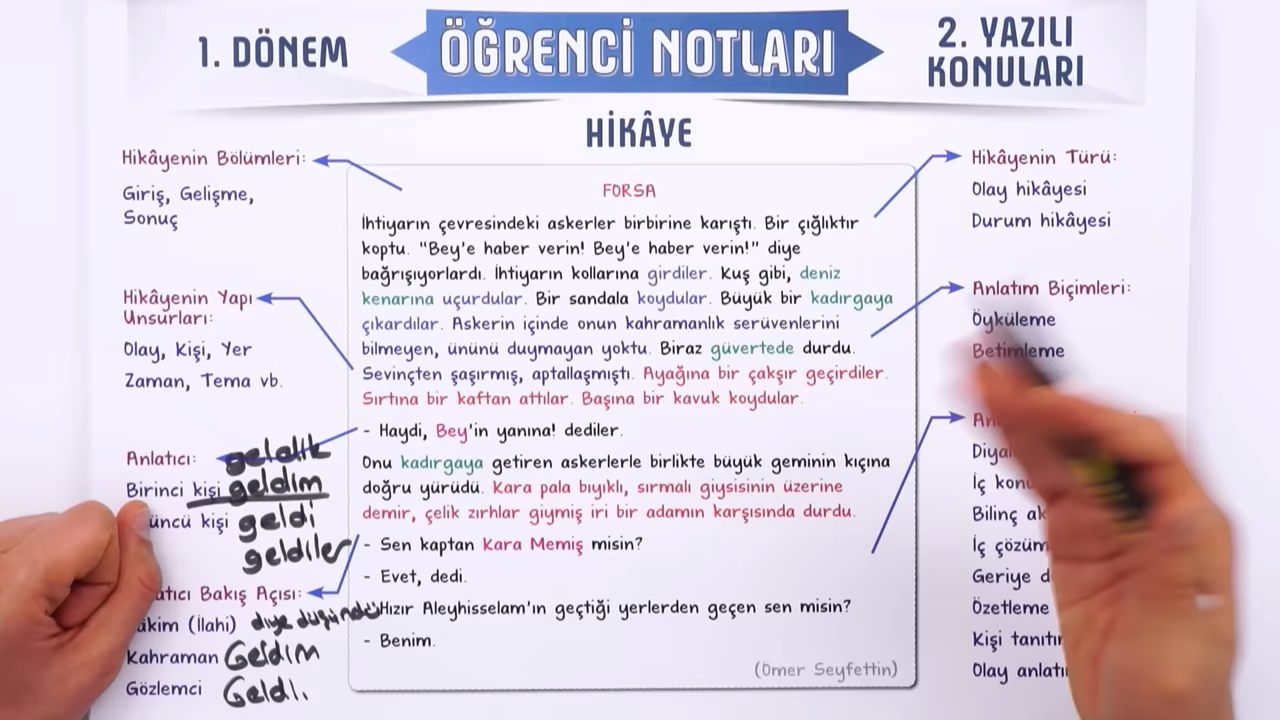 1. DÖNEM
ÖĞRENCİ NOTLARI
2. YAZILI
KONULARI
HİKÂYE
Hikâyenin Bölümleri:
Giriş, Gelişme,
Sonuç
Hikâyenin Yapı
Unsurları:
Olay, Kişi, Yer
Zaman, Tema vb.
Anlatıcı: geldik
Birinci kişi geldim
kişi geldi
geldiler
Bakış Açısı:
(İlahi) diye düşündü
Kahraman Geldim
Gözlemci Geldi.
FORSA
İhtiyarın çevresindeki askerler birbirine karıştı. Bir çığlıktır
koptu. "Bey'e haber verin! Bey'e haber verin!" diye
bağrışıyorlardı. İhtiyarın kollarına girdiler. Kuş gibi, deniz
kenarına uçurdular. Bir sandala koydular. Büyük bir kadırgaya
çıkardılar. Askerin içinde onun kahramanlık serüvenlerini
bilmeyen, ününü duymayan yoktu. Biraz güvertede durdu.
Sevinçten şaşırmış, aptallaşmıştı. Ayağına bir çakşır geçirdiler.
Sırtına bir kaftan attılar. Başına bir kavuk koydular.
- Haydi, Bey'in yanına! dediler.
Onu kadırgaya getiren askerlerle birlikte büyük geminin kıçına
doğru yürüdü. Kara pala bıyıklı, sırmalı giysisinin üzerine
demir, çelik zırhlar giymiş iri bir adamın karşısında durdu.
- Sen kaptan Kara Memiş misin?
- Evet, dedi.
Hızır Aleyhisselam'ın geçtiği yerlerden geçen sen misin?
- Benim.
(Ömer Seyfettin)
Hikâyenin Türü:
Olay hikâyesi
Durum hikâyesi
Anlatım Biçimleri:
Öyküleme
Betimleme
İç
Bilinç
İç
Geriye
Özetleme
Kişi
Olay